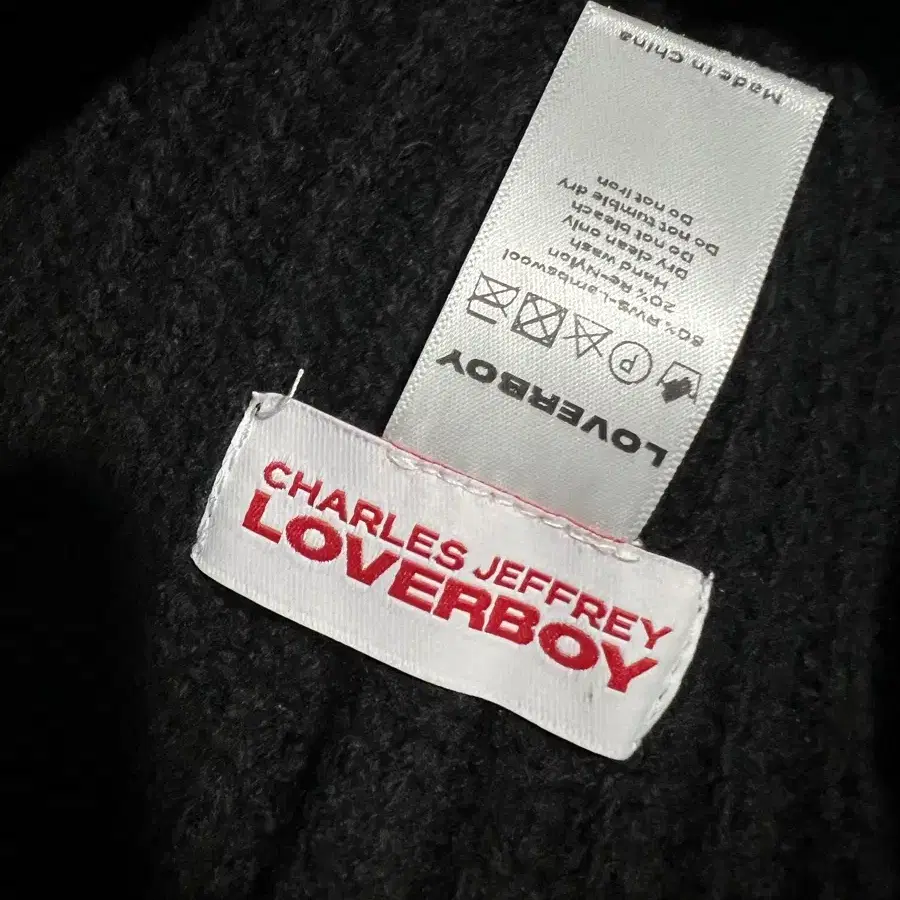 CHARLES JEFFREY
LOVERBOY
LOVERBOY
P
80% RWS-Lambswool
20% Re-Nylon
Hand wash
Dry clean only
Do not bleach
Do not tumble dry
Do not Iron
Made in China